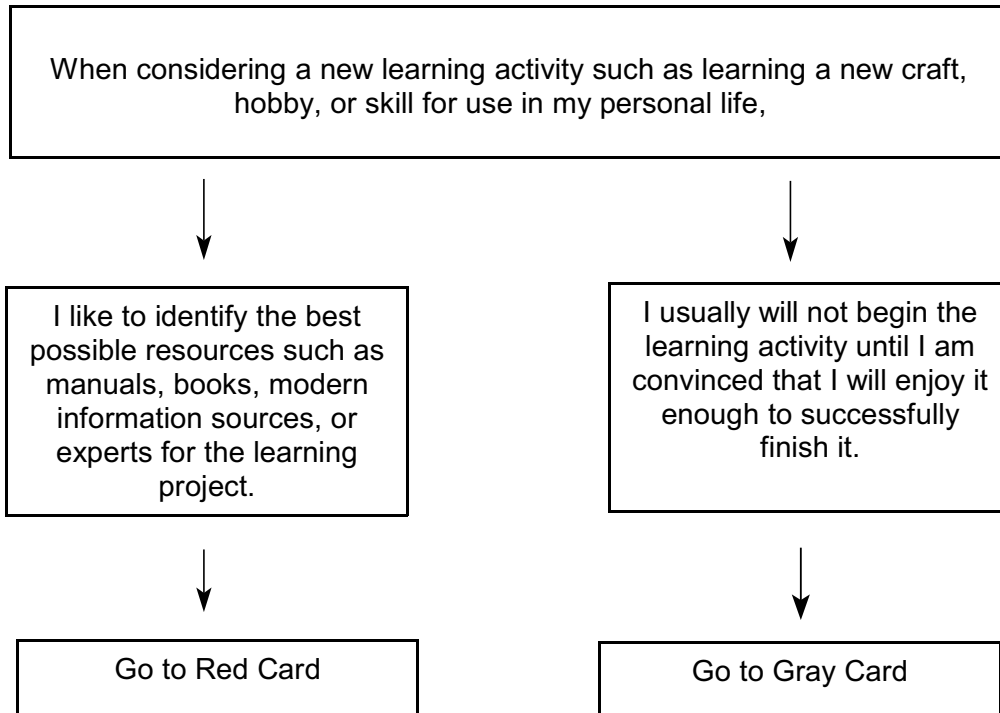 When considering a new learning activity such as learning a new craft,
hobby, or skill for use in my personal life,
I like to identify the best
possible resources such as
manuals, books, modern
information sources, or
experts for the learning
project.
I usually will not begin the
learning activity until I am
convinced that I will enjoy it
enough to successfully
finish it.
Go to Red Card
Go to Gray Card